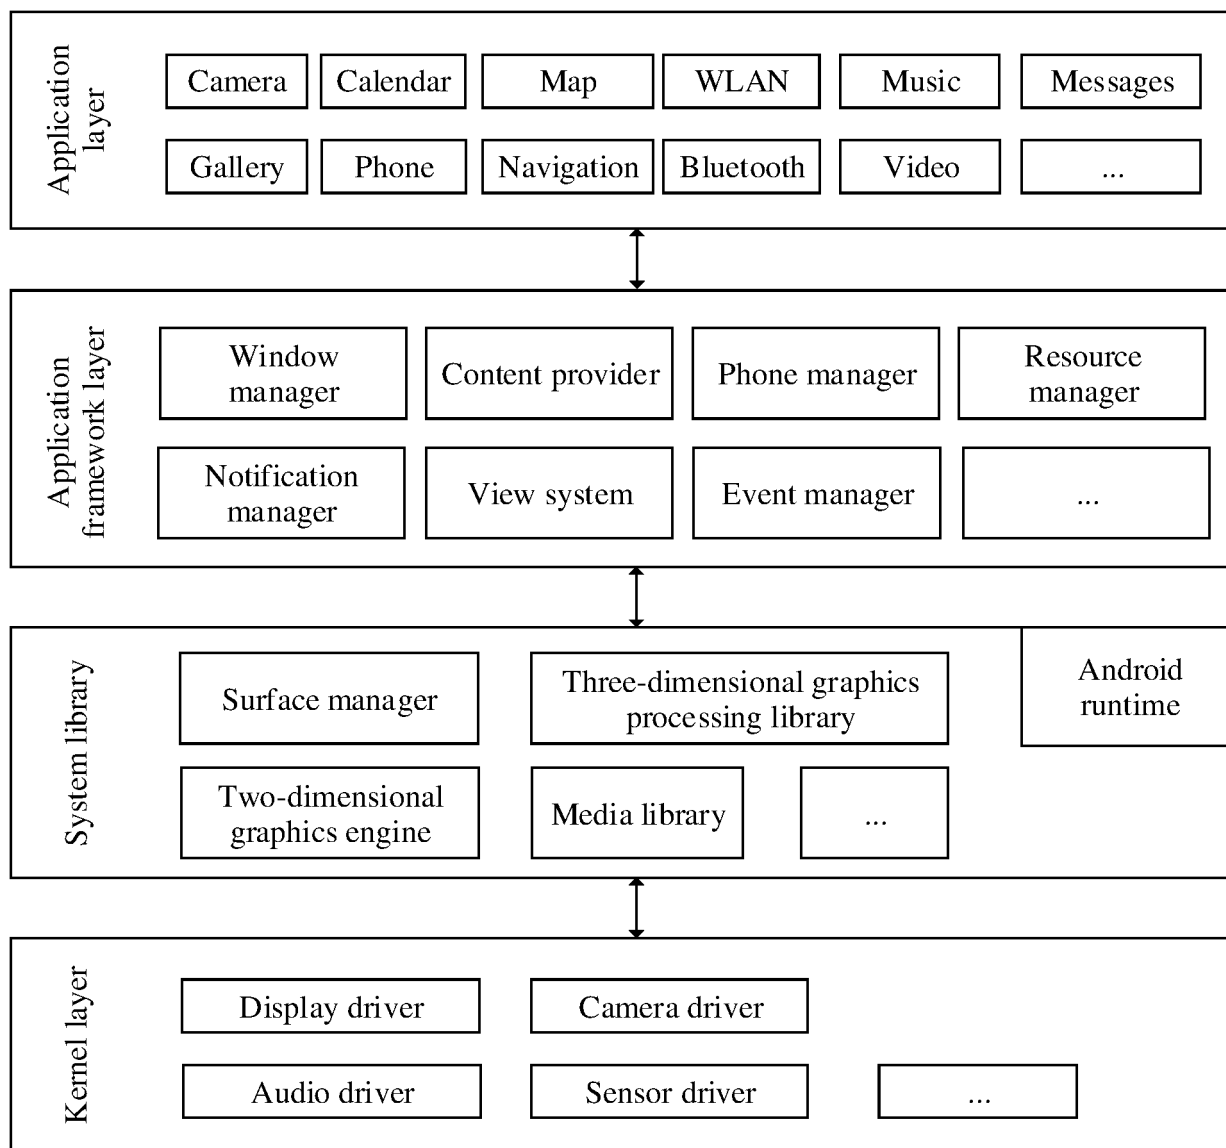 Application
layer
Camera
Calendar
Map
WLAN
Music
Messages
Gallery
Phone
Navigation
Bluetooth
Video
...
Application
framework layer
Window
manager
Content provider
Phone manager
Resource
manager
Notification
manager
View system
Event manager
...
System library
Surface manager
Three-dimensional graphics
processing library
Android
runtime
Two-dimensional
graphics engine
Media library
...
Kernel layer
Display driver
Camera driver
Audio driver
Sensor driver
...